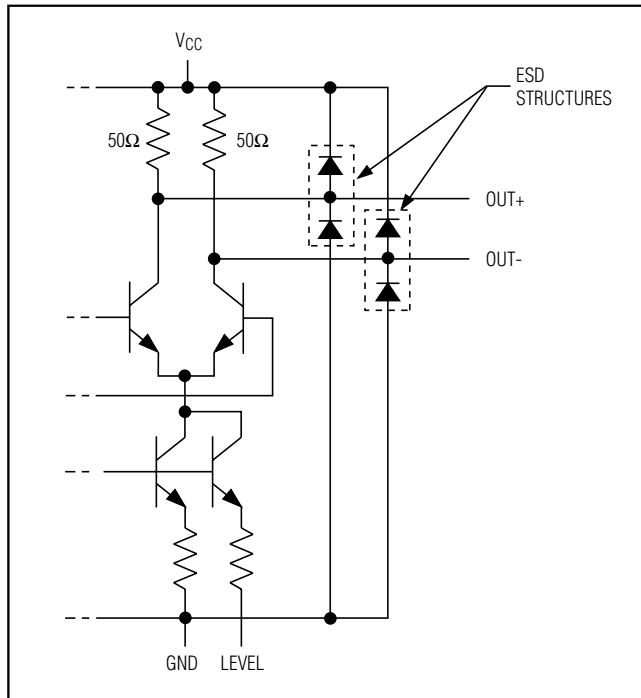 VCC
ESD
STRUCTURES
50Ω 50Ω
OUT+
OUT-
GND LEVEL